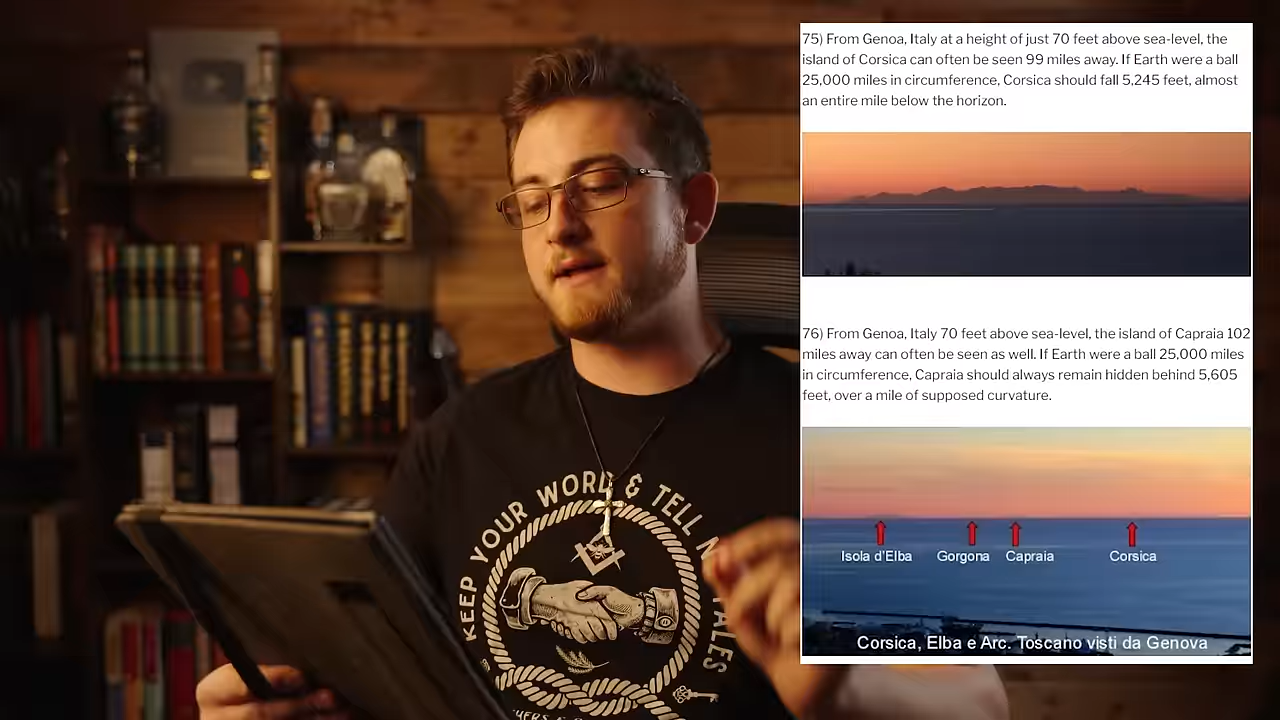 75) From Genoa, Italy at a height of just 70 feet above sea-level, the
island of Corsica can often be seen 99 miles away. If Earth were a ball
25,000 miles in circumference, Corsica should fall 5,245 feet, almost
an entire mile below the horizon.
76) From Genoa, Italy 70 feet above sea-level, the island of Capraia 102
miles away can often be seen as well. If Earth were a ball 25,000 miles
in circumference, Capraia should always remain hidden behind 5,605
feet, over a mile of supposed curvature.
Isola d'Elba Gorgona Capraia Corsica
Corsica, Elba e Arc. Toscano visti da Genova
KEEP YOUR WORD & TELL